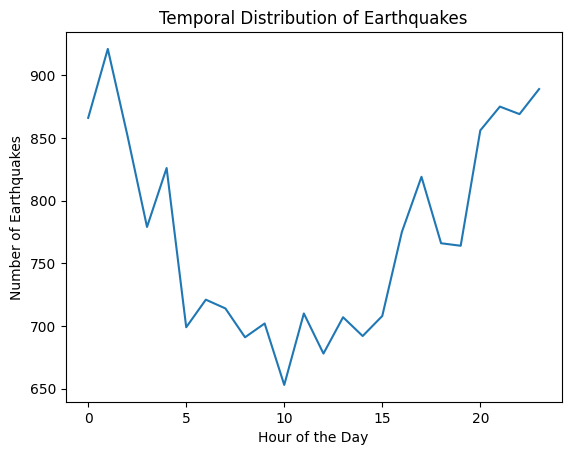 Temporal Distribution of Earthquakes
Number of Earthquakes
900
850
800
750
700
650
0 5 10 15 20
Hour of the Day